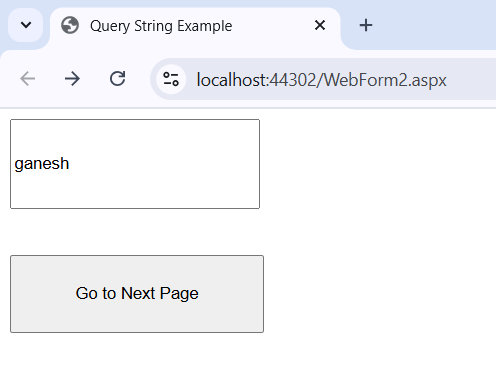 Query String Example
localhost:44302/WebForm2.aspx
ganesh
Go to Next Page